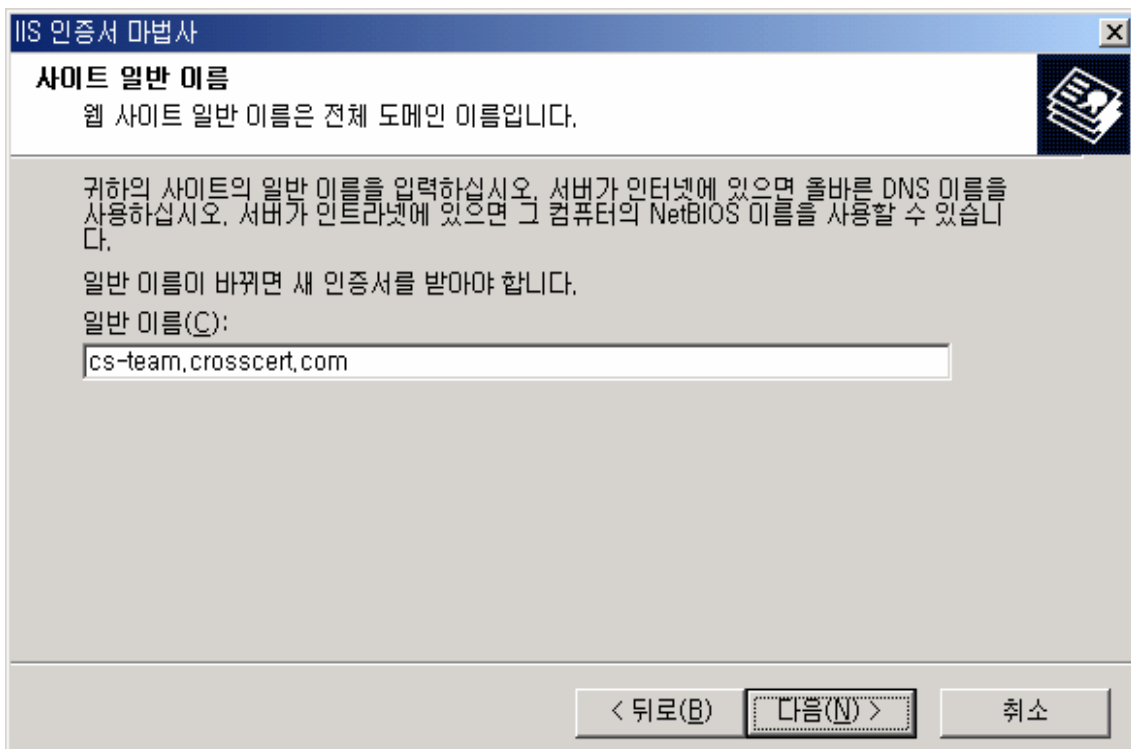 IIS 인증서 마법사
사이트 일반 이름
웹 사이트 일반 이름은 전체 도메인 이름입니다.
귀하의 사이트의 일반 이름을 입력하십시오. 서버가 인터넷에 있으면 올바른 DNS 이름을
사용하십시오. 서버가 인트라넷에 있으면 그 컴퓨터의 NetBIOS 이름을 사용할 수 있습니
다.
일반 이름이 바뀌면 새 인증서를 받아야 합니다.
일반 이름(C):
cs-team.crosscert.com
< 뒤로(B) 다음(N) > 취소